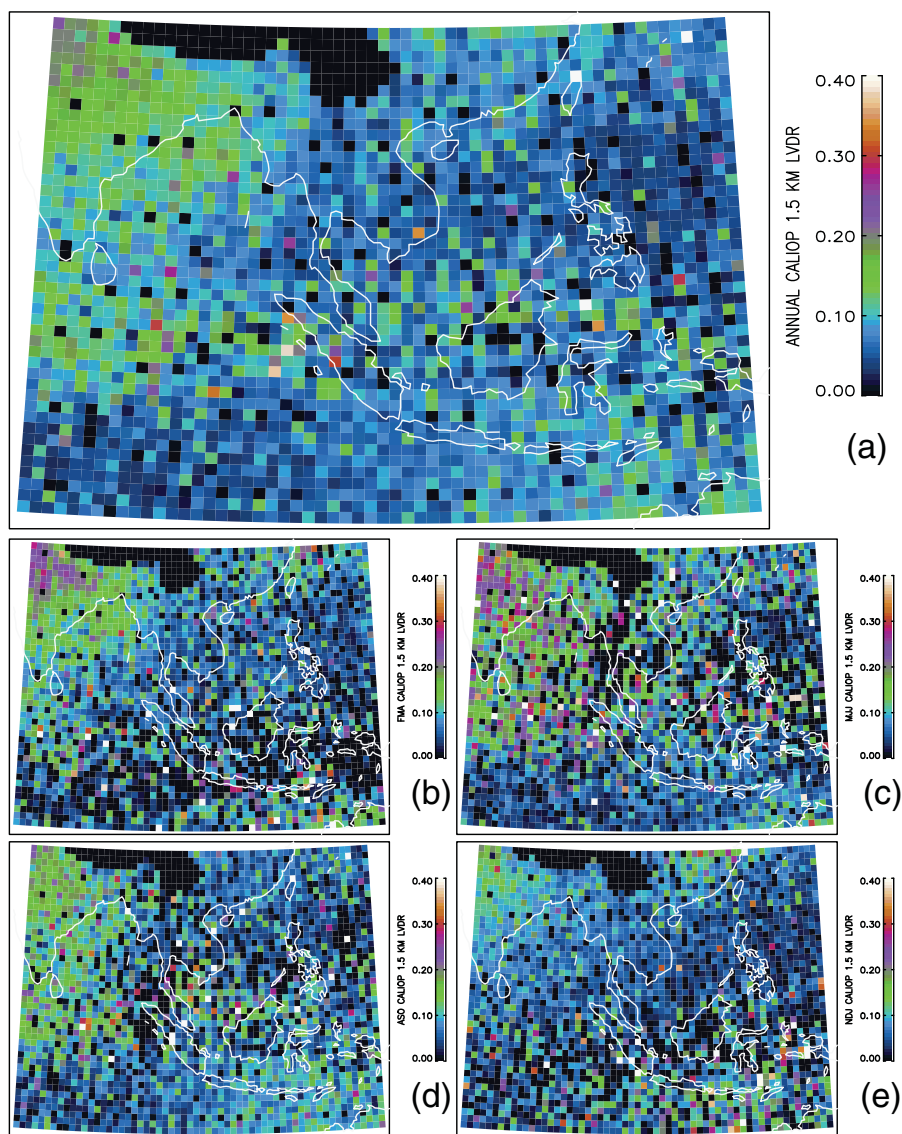 0.40
0.30
0.20
0.10
0.00
ANNUAL CALIOP 1.5 KM LVDR
(a)
0.40
0.30
0.20
0.10
0.00
FMA CALIOP 1.5 KM LVDR
(b)
0.40
0.30
0.20
0.10
0.00
MJJ CALIOP 1.5 KM LVDR
(c)
0.40
0.30
0.20
0.10
0.00
ASO CALIOP 1.5 KM LVDR
(d)
0.40
0.30
0.20
0.10
0.00
NDJ CALIOP 1.5 KM LVDR
(e)